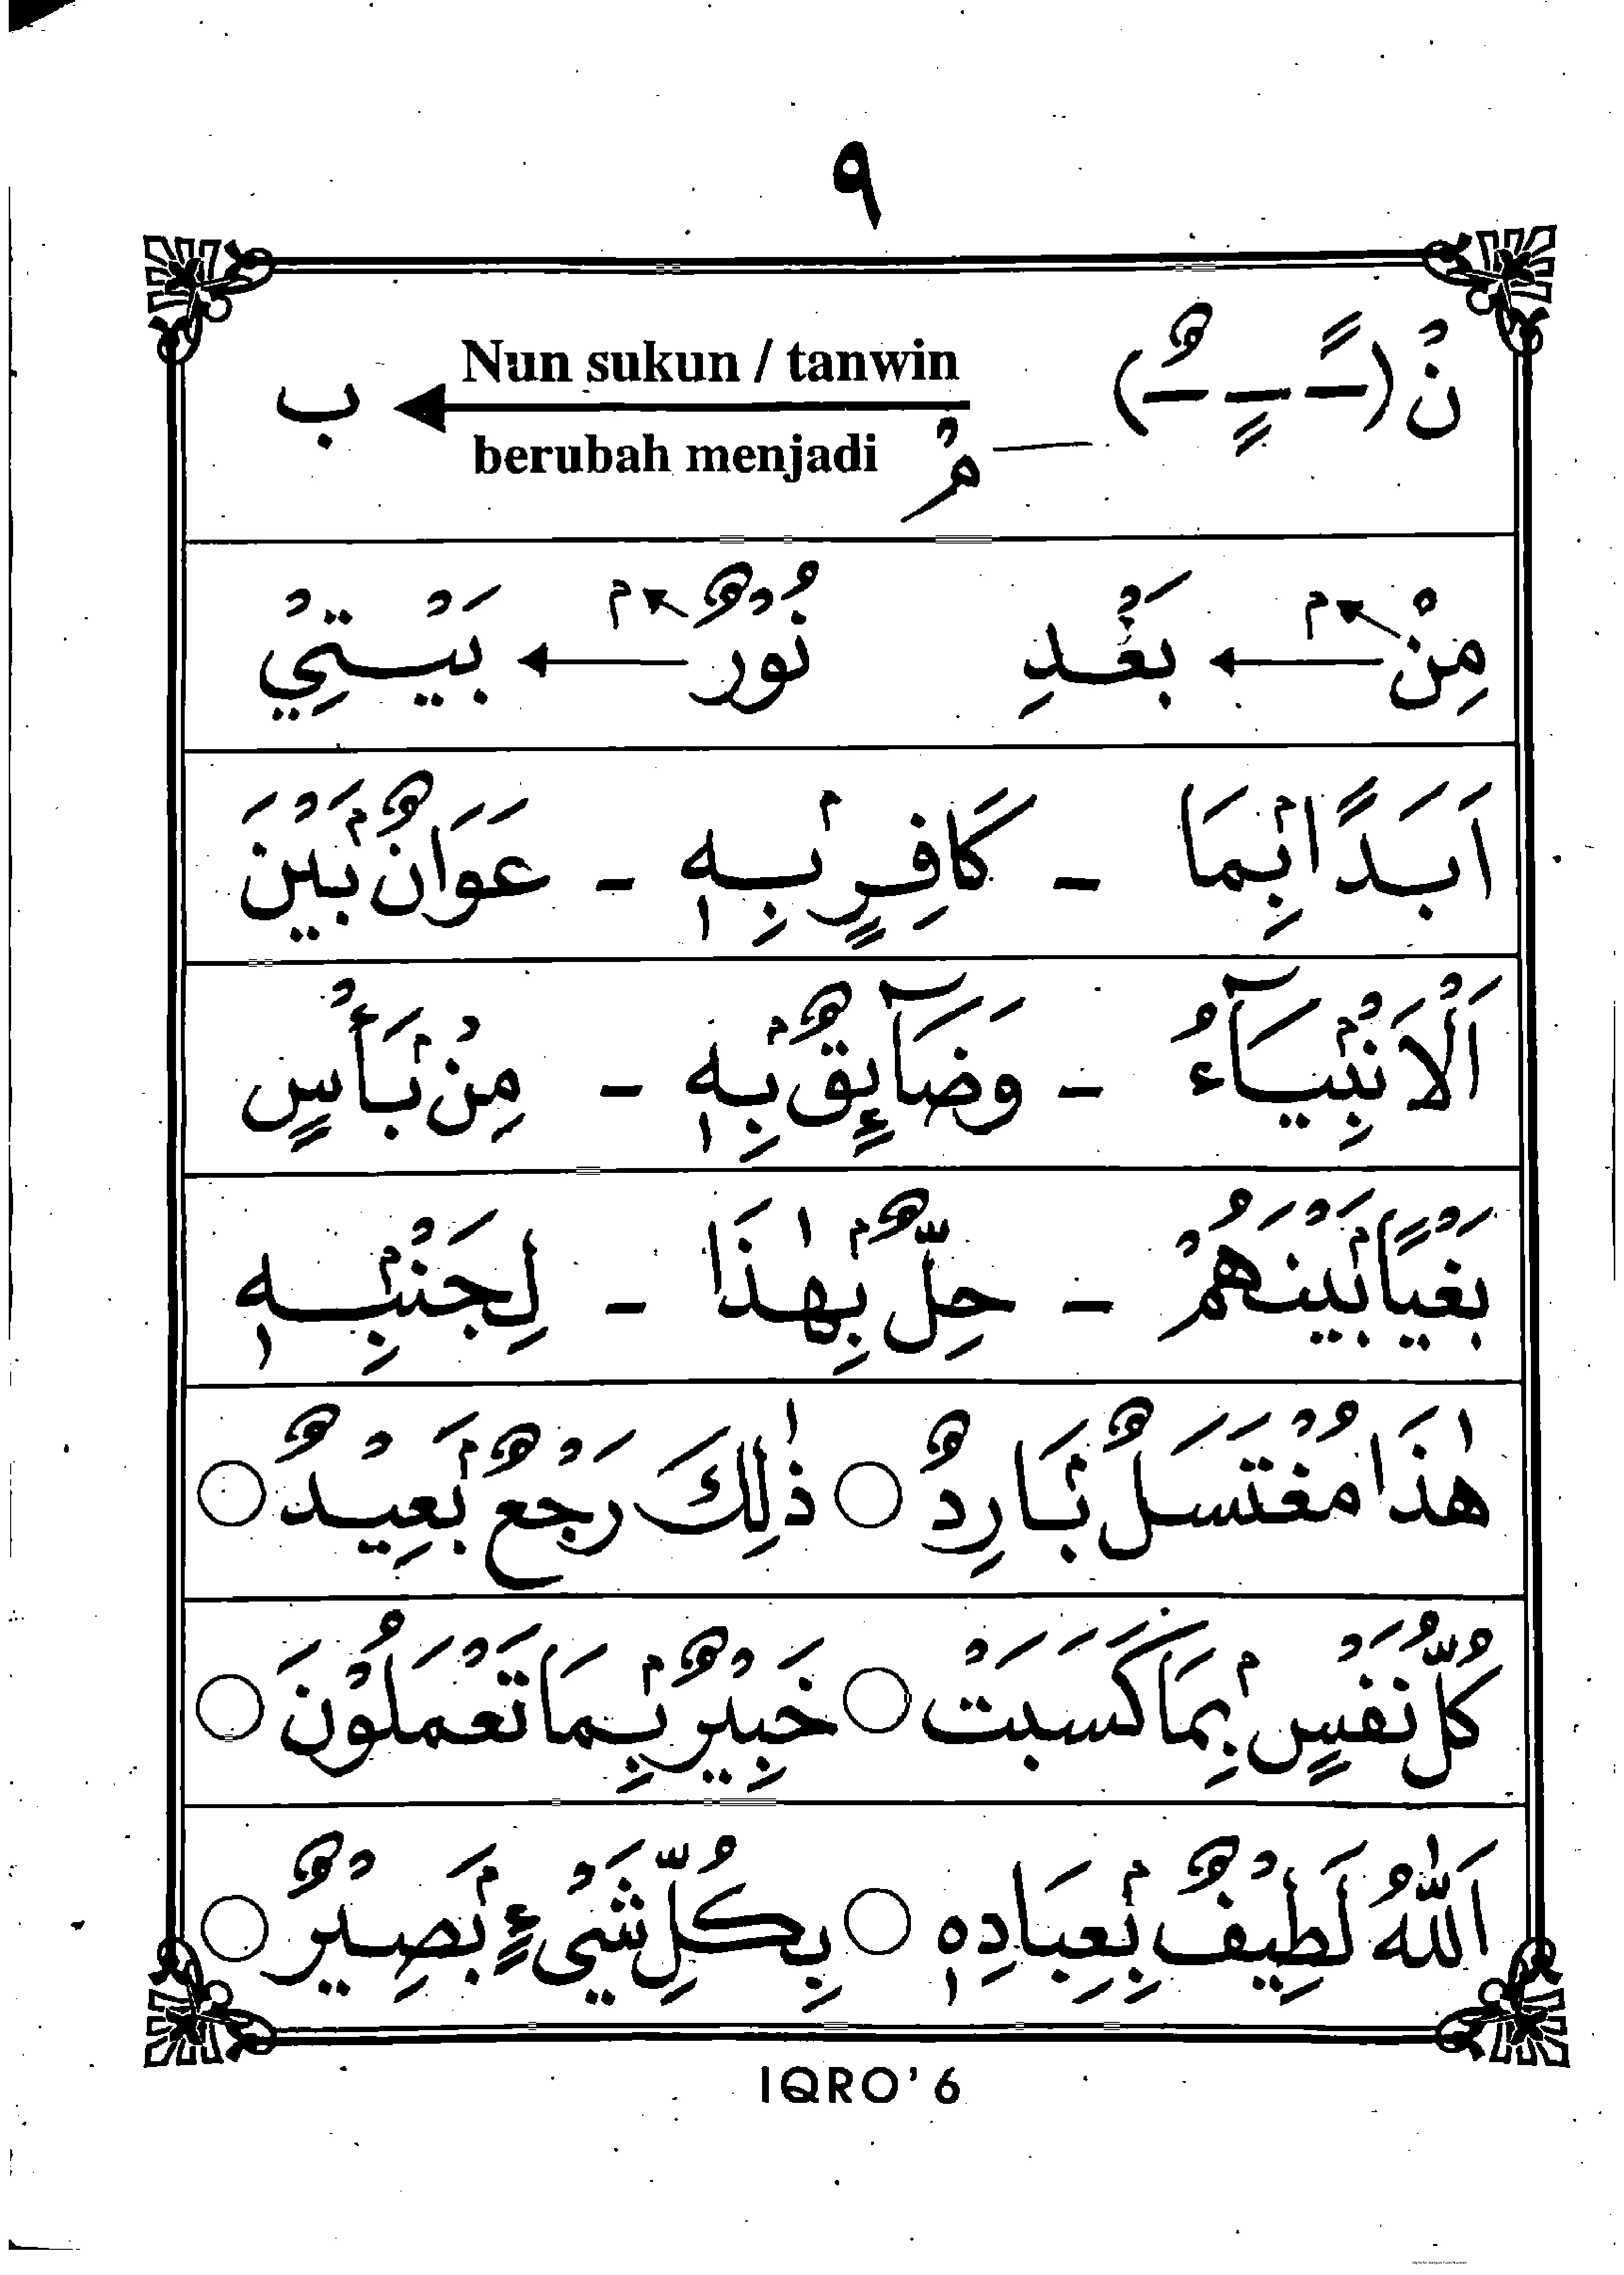 ٩
نْ (ـًـ ـٍـ ـٌـ) Nun sukun / tanwin ب
مْ berubah menjadi
مِنْ م بَعْدِ نُوْرٌ م بَيْتِيْ
اَبَدًاۢ بِمَا - كَافِرٍۭ بِهٖ - عَوَانٌۢ بَيْنَ
اَلْاَنْۢبِيَآءُ - وَضَآئِقٌۢ بِهٖ - مِنْۢ بَأْسٍ
بَغْيًاۢ بَيْنَهُمْ - حِلٌّۢ بِهٰذَا - لِجَنْۢبِهٖ
هٰذَا مُغْتَسَلٌ بَارِدٌ ○ ذٰلِكَ رَجْعٌۢ بَعِيْدٌ ○
كُلُّ نَفْسٍۭ بِمَا كَسَبَتْ ○ خَبِيْرٌۢ بِمَا تَعْمَلُوْنَ ○
اَللّٰهُ لَطِيْفٌۢ بِعِبَادِهٖ ○ بِكُلِّ شَيْءٍۭ بَصِيْرٌ ○
IQRO' 6